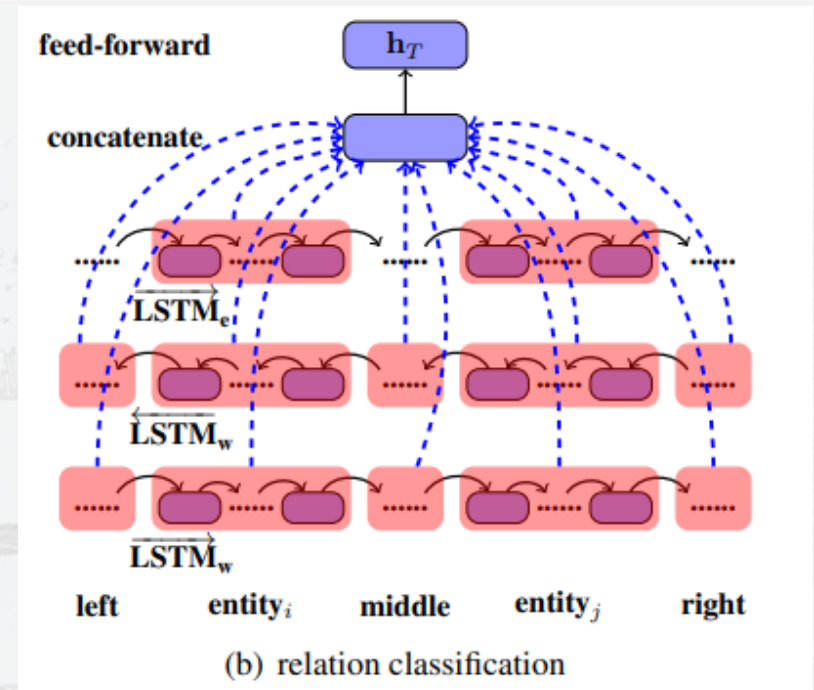 feed-forward
h_T
concatenate
...... ...... ...... ...... ......
LSTM_e
...... ...... ...... ...... ......
LSTM_w
...... ...... ...... ...... ......
LSTM_w
left entity_i middle entity_j right
(b) relation classification